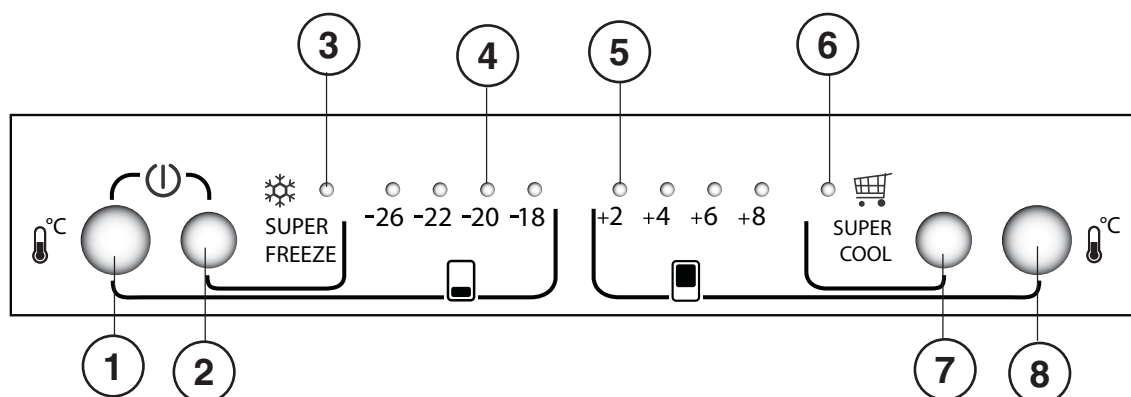 3 4 5 6
°C °C
-26 -22 -20 -18 +2 +4 +6 +8
SUPER SUPER
FREEZE COOL
1 2 7 8